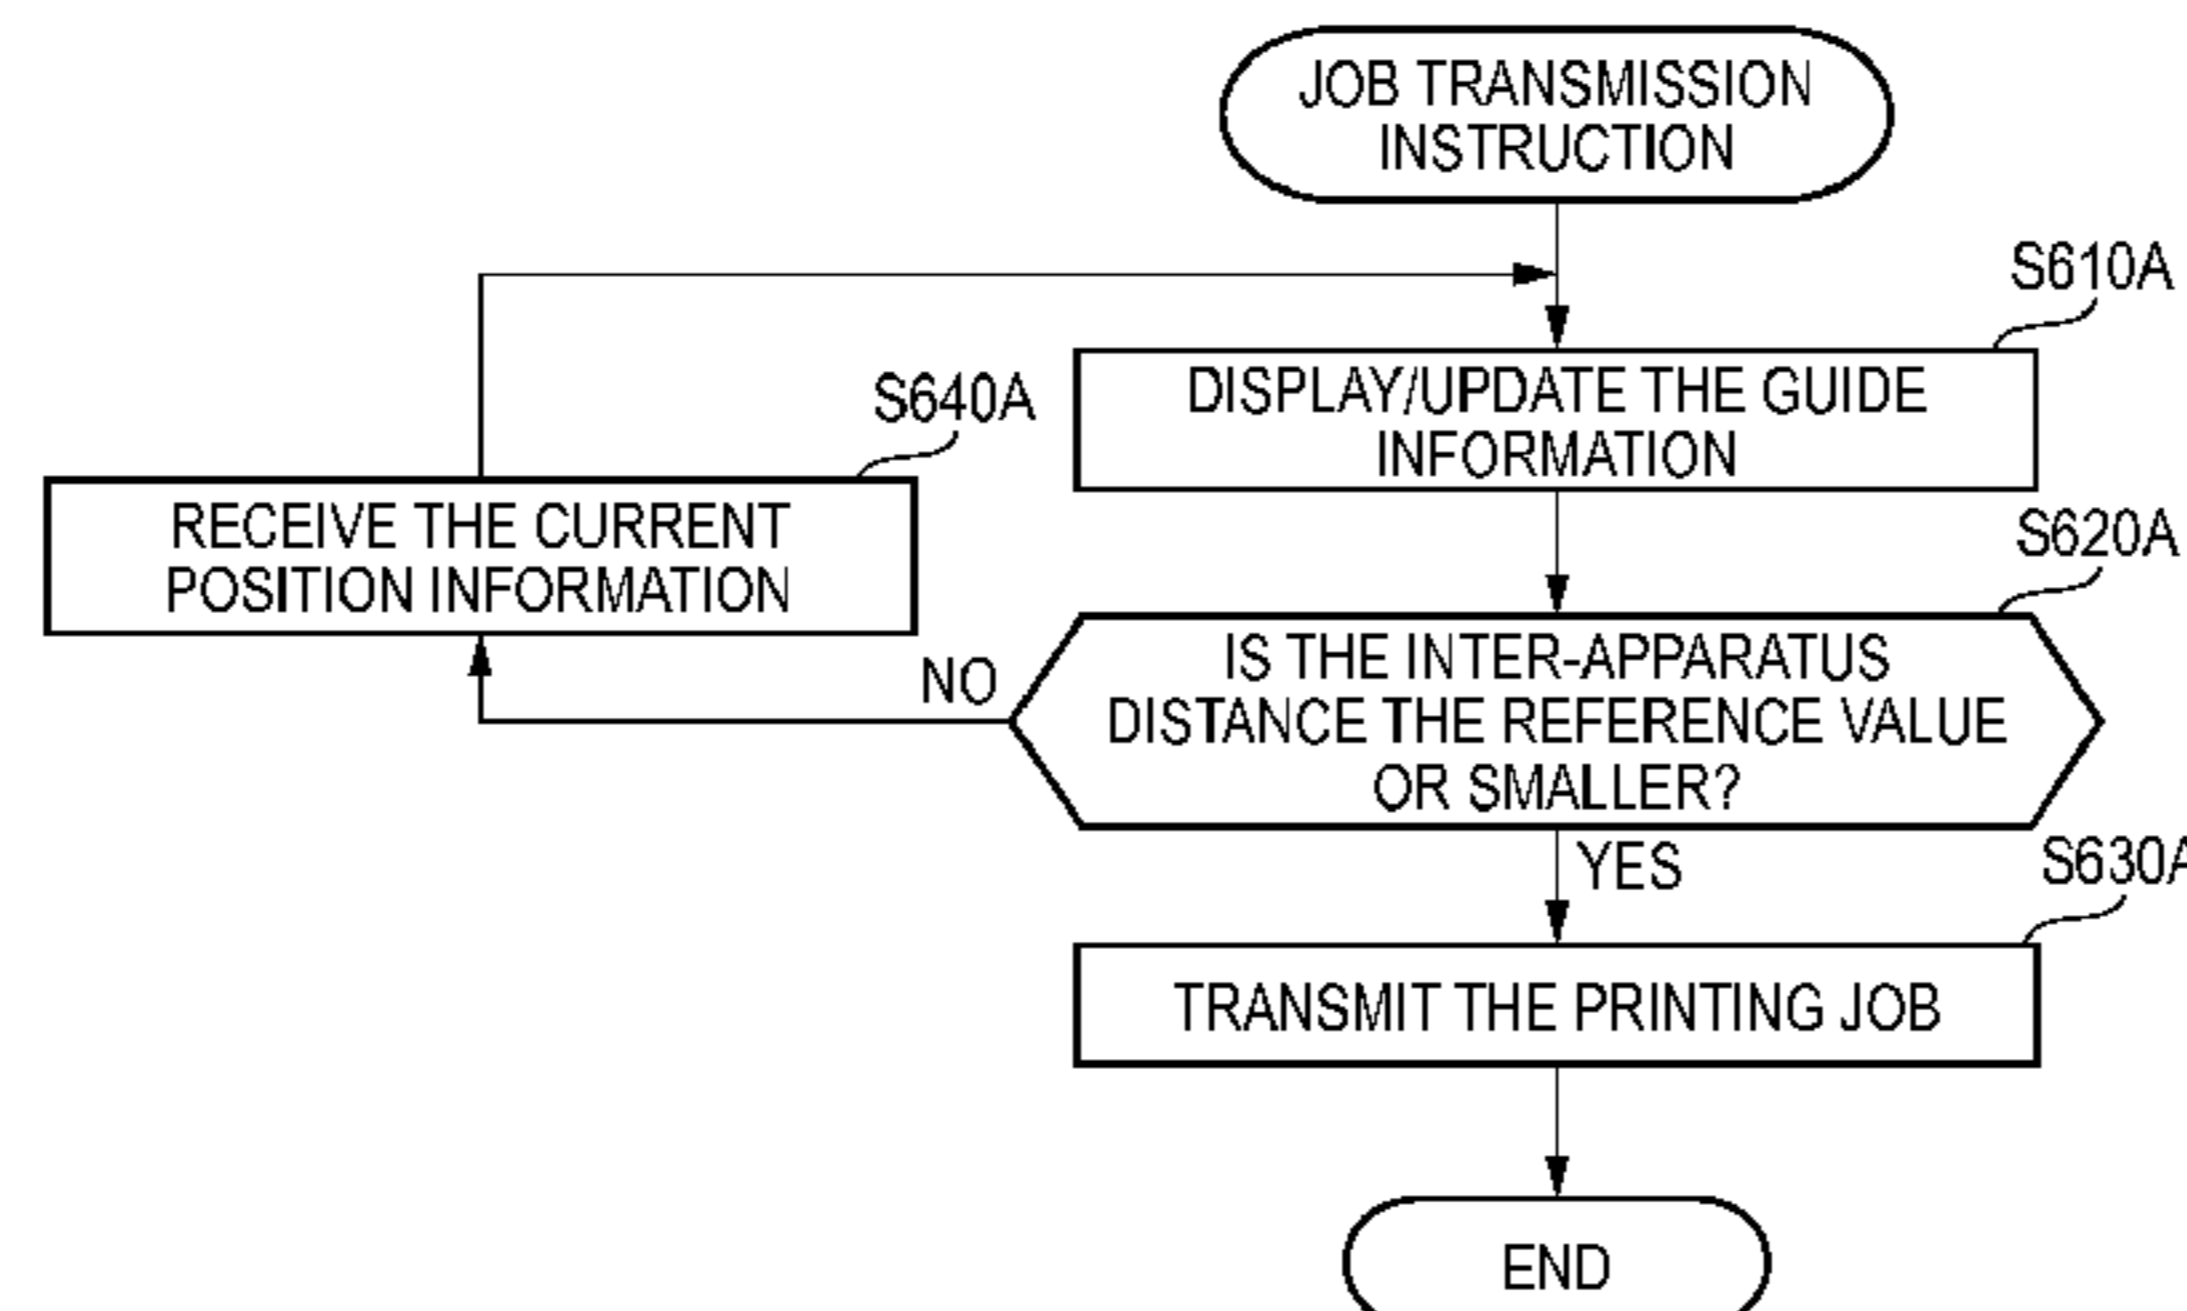 JOB TRANSMISSION
INSTRUCTION
S610A
DISPLAY/UPDATE THE GUIDE
INFORMATION
S640A
RECEIVE THE CURRENT
POSITION INFORMATION
S620A
IS THE INTER-APPARATUS
DISTANCE THE REFERENCE VALUE
OR SMALLER?
NO
YES
S630A
TRANSMIT THE PRINTING JOB
END